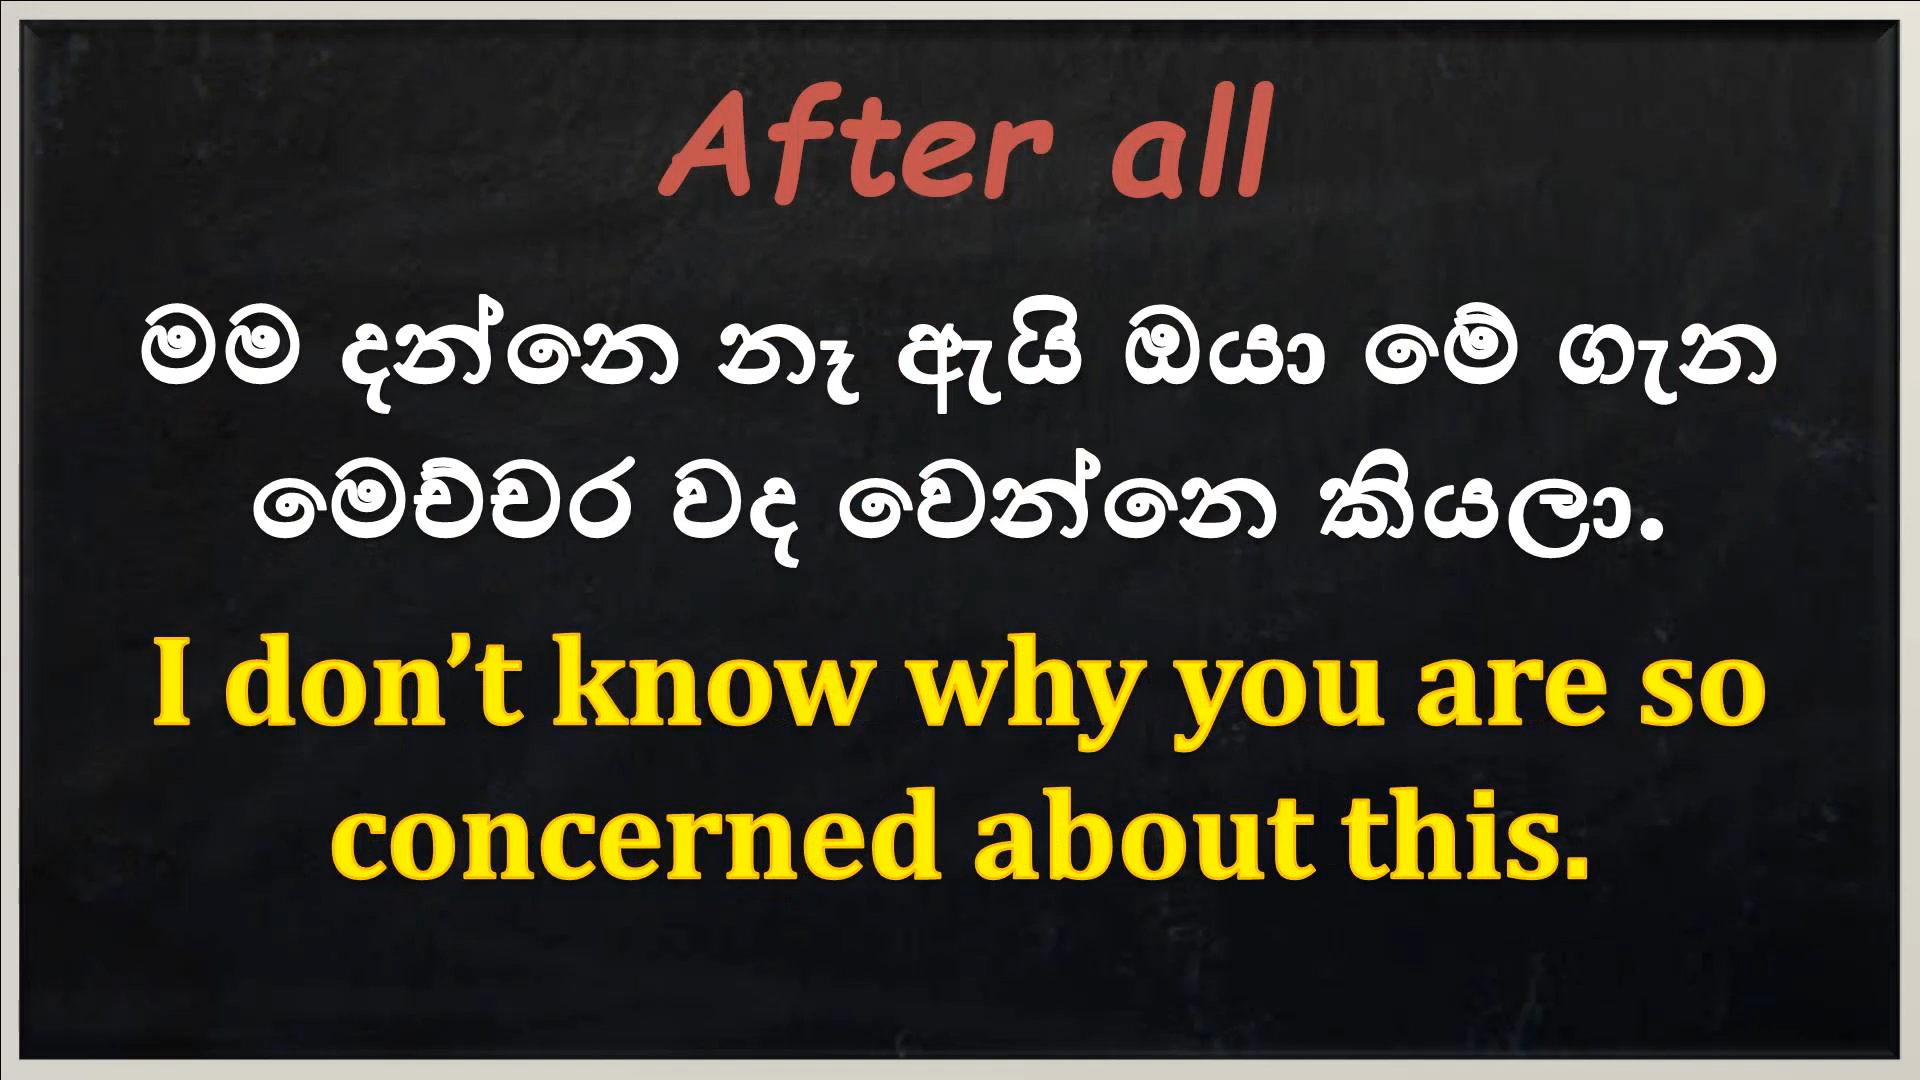 After all
මම දන්නෙ නෑ ඇයි ඔයා මේ ගැන
මෙච්චර වද වෙන්නෙ කියලා.
I don’t know why you are so
concerned about this.